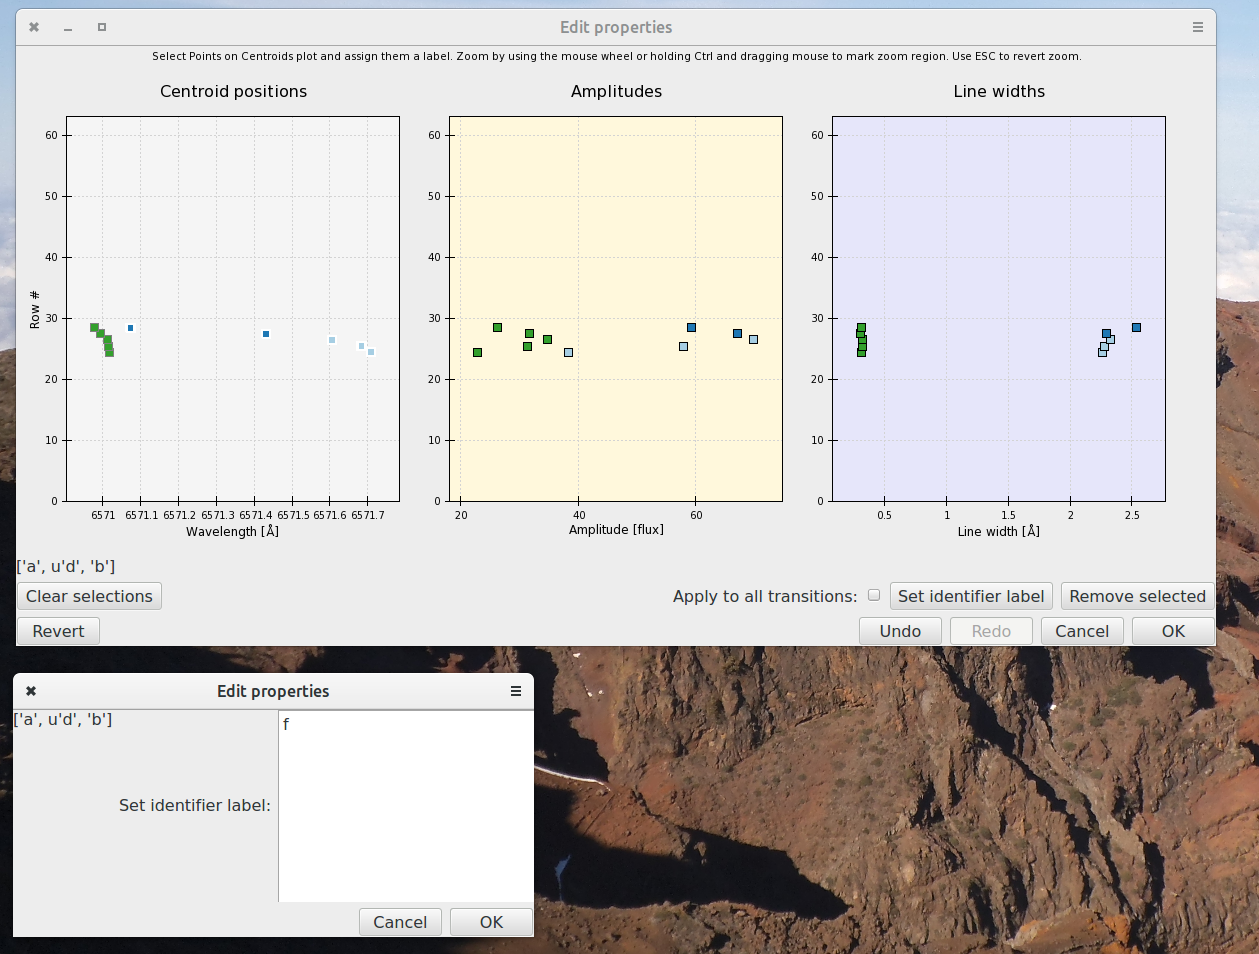 Edit properties
Select Points on Centroids plot and assign them a label. Zoom by using the mouse wheel or holding Ctrl and dragging mouse to mark zoom region. Use ESC to revert zoom.
Centroid positions
Amplitudes
Line widths
60
50
40
30
20
10
0
Row #
6571
6571.1
6571.2
6571.3
6571.4
6571.5
6571.6
6571.7
Wavelength [Å]
60
50
40
30
20
10
0
20
40
60
Amplitude [flux]
60
50
40
30
20
10
0
0.5
1
1.5
2
2.5
Line width [Å]
['a', u'd', 'b']
Clear selections
Apply to all transitions:
Set identifier label
Remove selected
Revert
Undo
Redo
Cancel
OK
Edit properties
['a', u'd', 'b']
f
Set identifier label:
Cancel
OK